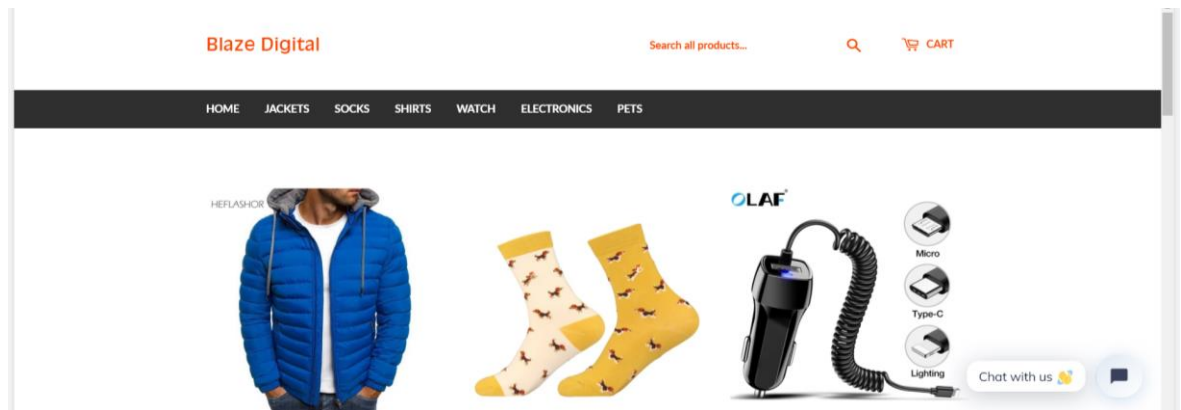 Blaze Digital
Search all products...
CART
HOME JACKETS SOCKS SHIRTS WATCH ELECTRONICS PETS
HEFLASHOR
OLAF
Micro
Type-C
Lighting
Chat with us 👋